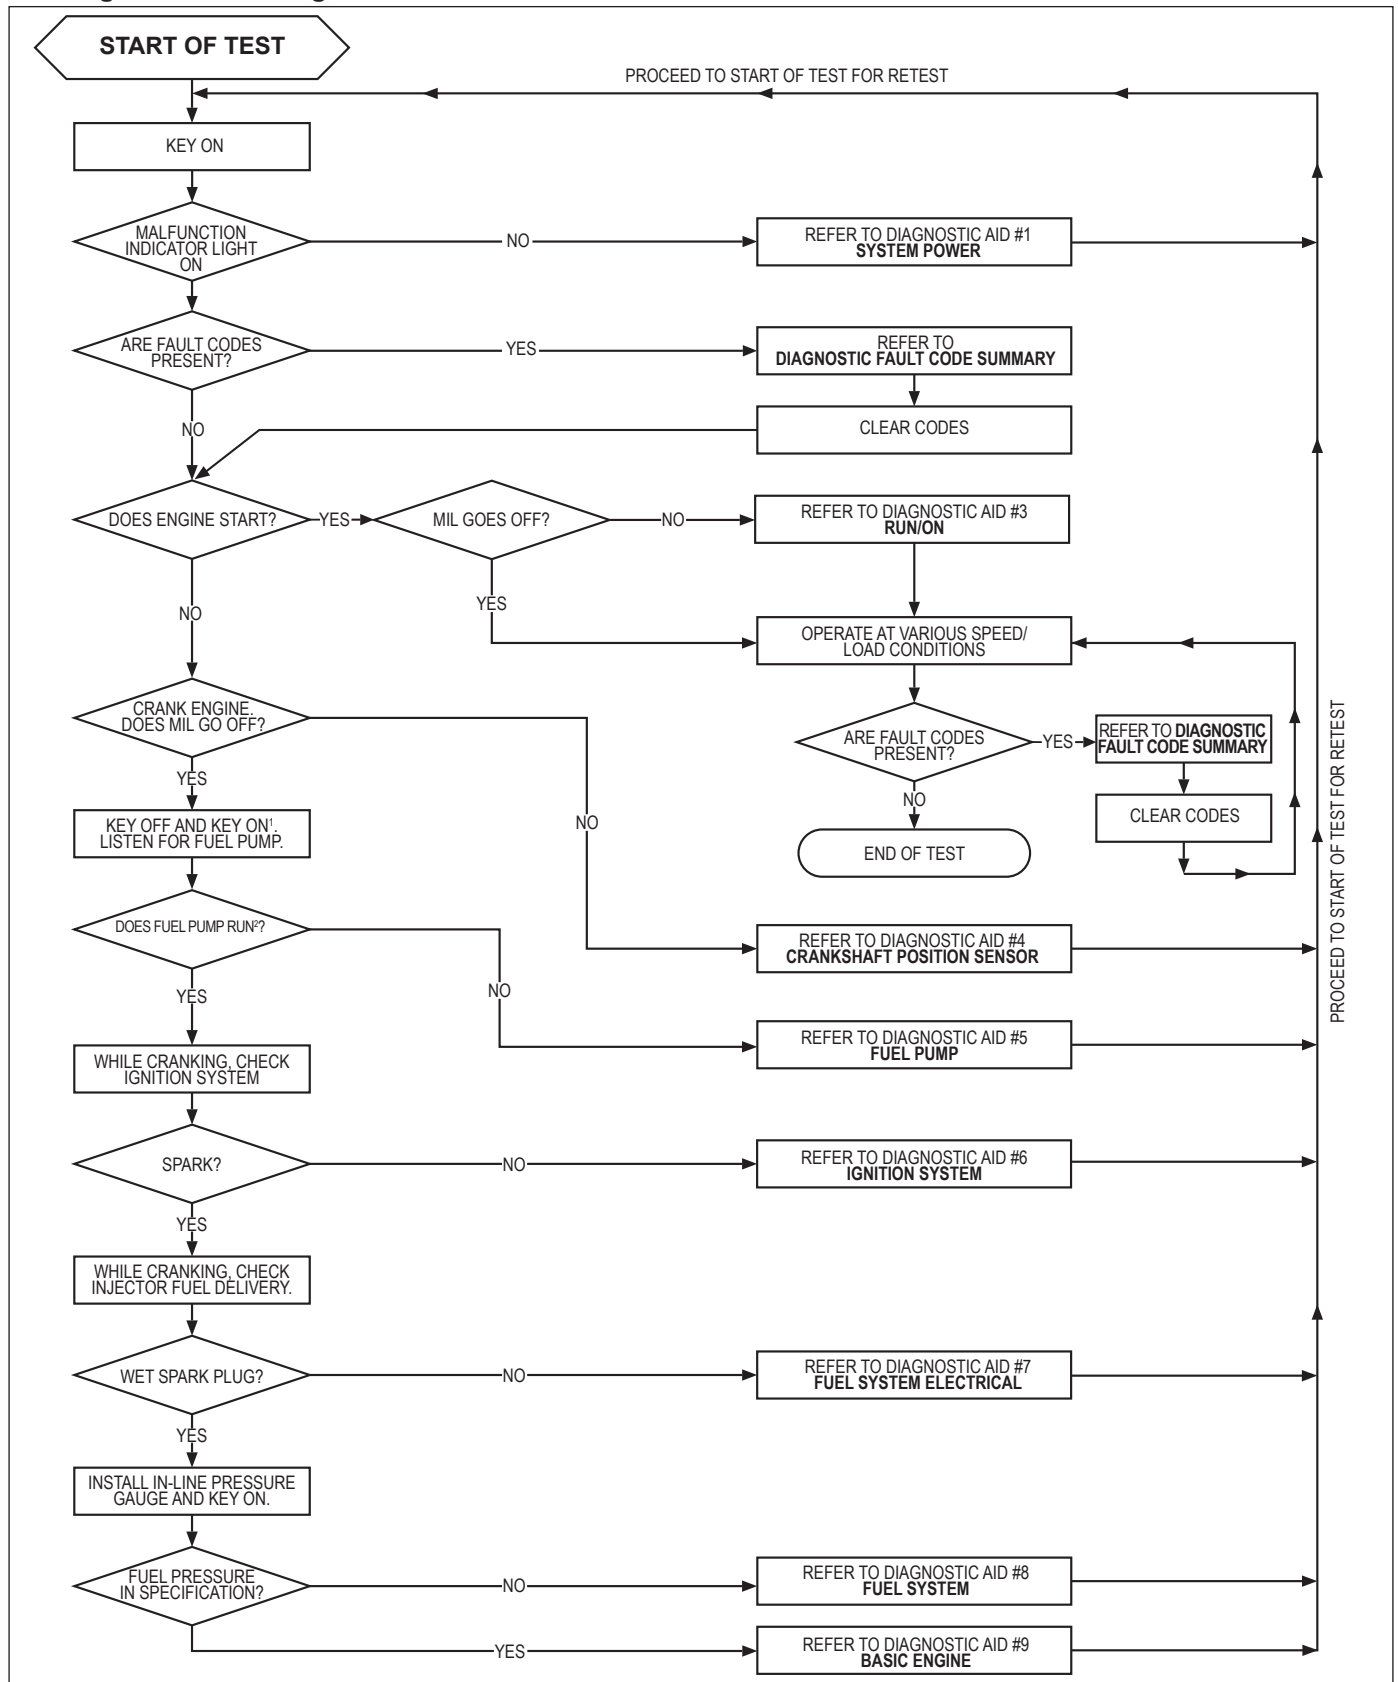 START OF TEST
PROCEED TO START OF TEST FOR RETEST
KEY ON
MALFUNCTION
INDICATOR LIGHT
ON
NO
REFER TO DIAGNOSTIC AID #1
SYSTEM POWER
ARE FAULT CODES
PRESENT?
YES
REFER TO
DIAGNOSTIC FAULT CODE SUMMARY
NO
CLEAR CODES
DOES ENGINE START?
YES
MIL GOES OFF?
NO
REFER TO DIAGNOSTIC AID #3
RUN/ON
NO
YES
OPERATE AT VARIOUS SPEED/
LOAD CONDITIONS
CRANK ENGINE.
DOES MIL GO OFF?
ARE FAULT CODES
PRESENT?
YES
REFER TO DIAGNOSTIC
FAULT CODE SUMMARY
YES
NO
NO
CLEAR CODES
KEY OFF AND KEY ON¹.
LISTEN FOR FUEL PUMP.
END OF TEST
PROCEED TO START OF TEST FOR RETEST
DOES FUEL PUMP RUN²?
REFER TO DIAGNOSTIC AID #4
CRANKSHAFT POSITION SENSOR
YES
NO
WHILE CRANKING, CHECK
IGNITION SYSTEM
REFER TO DIAGNOSTIC AID #5
FUEL PUMP
SPARK?
NO
REFER TO DIAGNOSTIC AID #6
IGNITION SYSTEM
YES
WHILE CRANKING, CHECK
INJECTOR FUEL DELIVERY.
WET SPARK PLUG?
NO
REFER TO DIAGNOSTIC AID #7
FUEL SYSTEM ELECTRICAL
YES
INSTALL IN-LINE PRESSURE
GAUGE AND KEY ON.
FUEL PRESSURE
IN SPECIFICATION?
NO
REFER TO DIAGNOSTIC AID #8
FUEL SYSTEM
YES
REFER TO DIAGNOSTIC AID #9
BASIC ENGINE